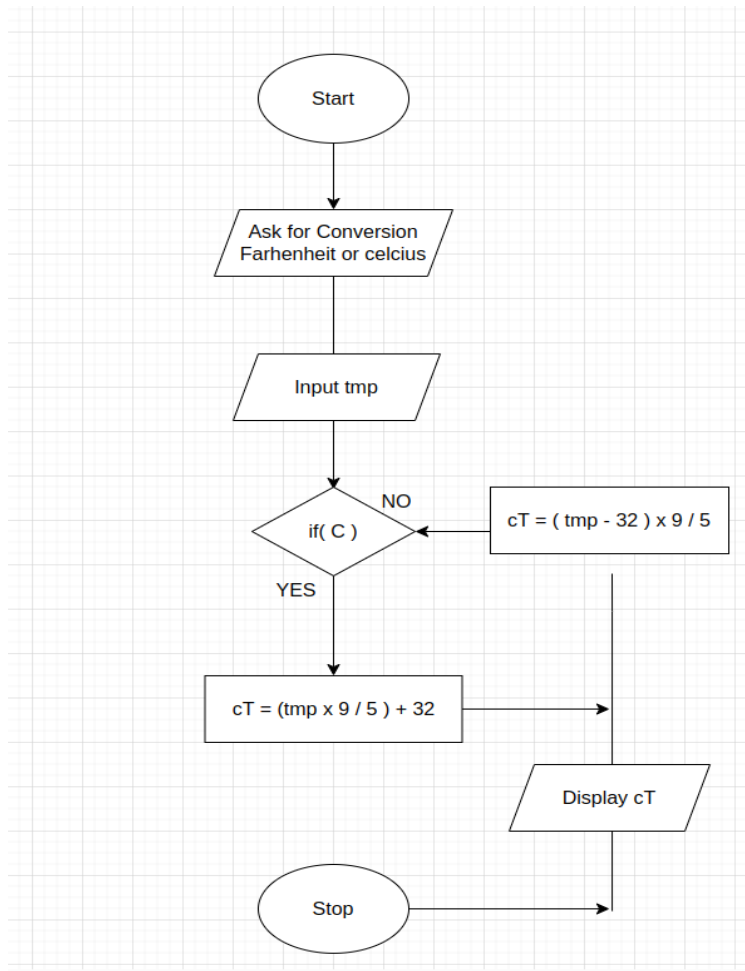 Start
Ask for Conversion
Farhenheit or celcius
Input tmp
if( C )
NO
cT = ( tmp - 32 ) x 9 / 5
YES
cT = (tmp x 9 / 5 ) + 32
Display cT
Stop